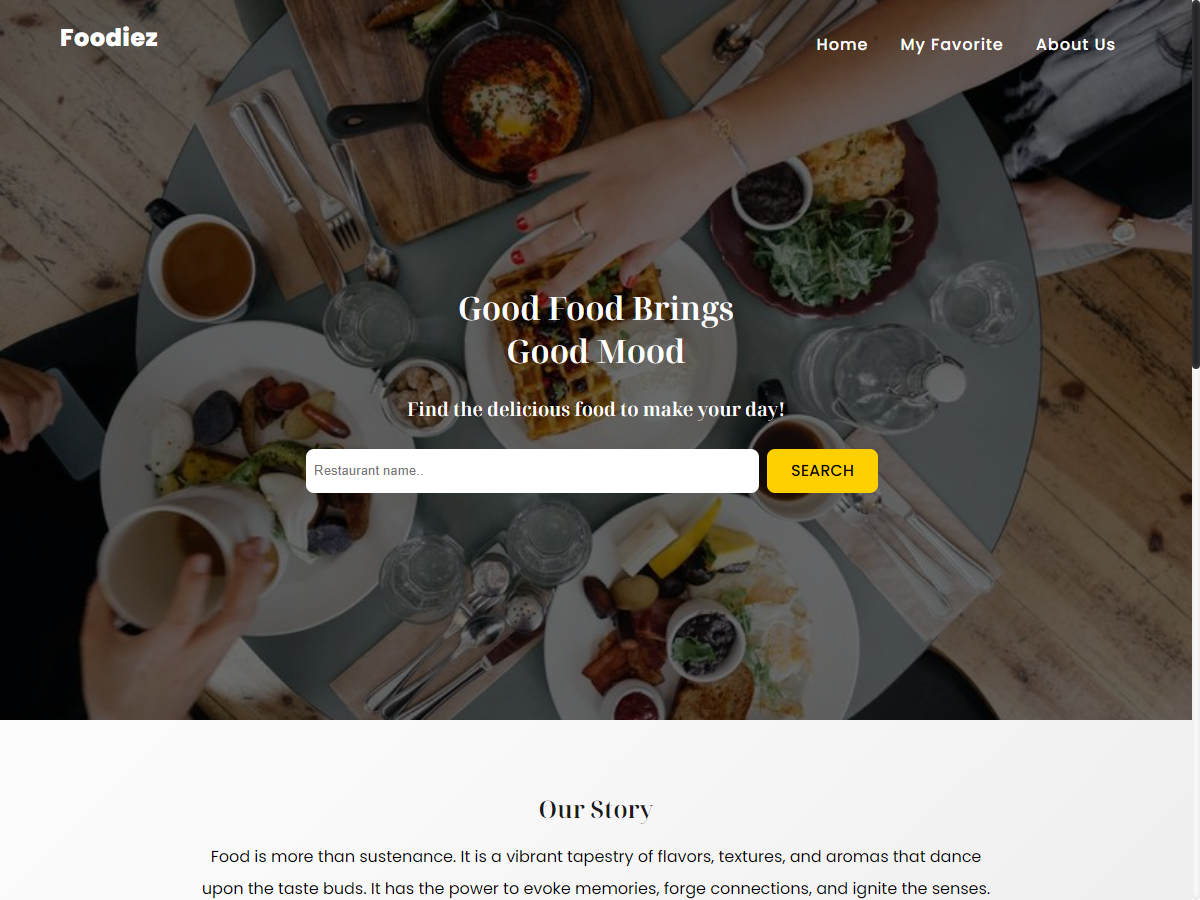 Foodiez
Home My Favorite About Us
Good Food Brings
Good Mood
Find the delicious food to make your day!
Restaurant name..
SEARCH
Our Story
Food is more than sustenance. It is a vibrant tapestry of flavors, textures, and aromas that dance
upon the taste buds. It has the power to evoke memories, forge connections, and ignite the senses.